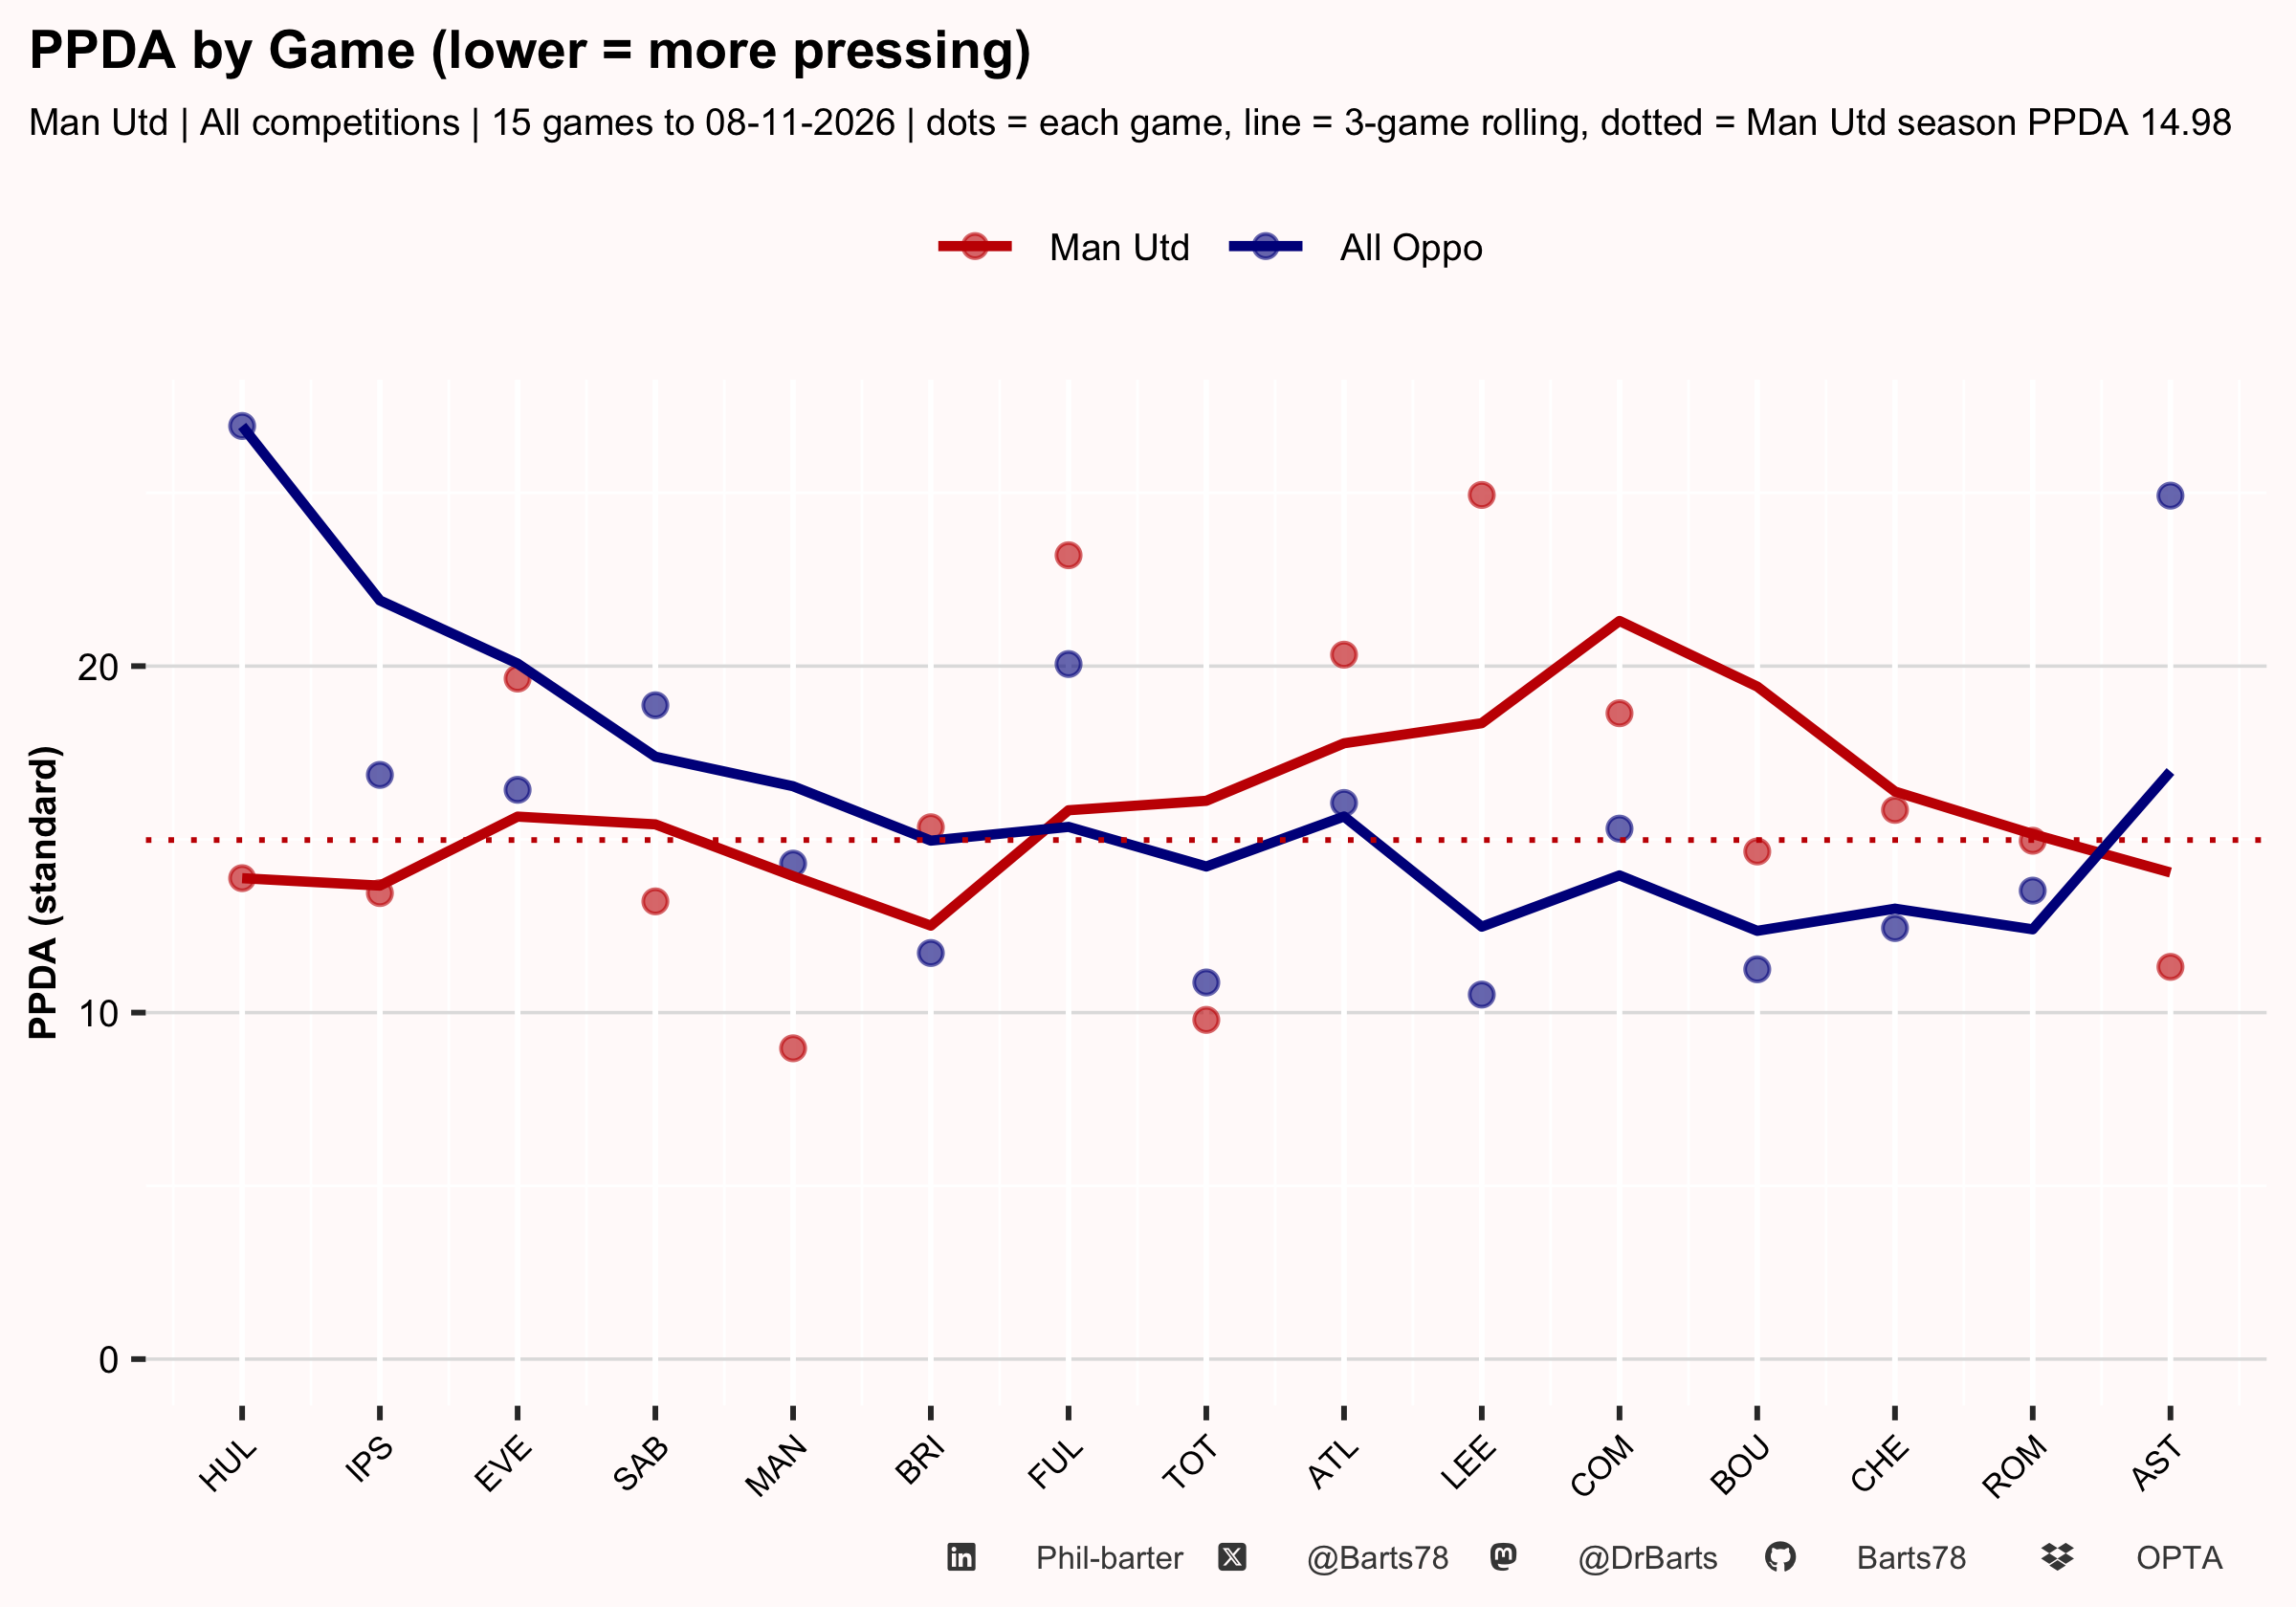 PPDA by Game (lower = more pressing)
Man Utd | All competitions | 15 games to 08-11-2026 | dots = each game, line = 3-game rolling, dotted = Man Utd season PPDA 14.98
Man Utd All Oppo
PPDA (standard)
20
10
0
HUL IPS EVE SAB MAN BRI FUL TOT ATL LEE COM BOU CHE ROM AST
Phil-barter @Barts78 @DrBarts Barts78 OPTA